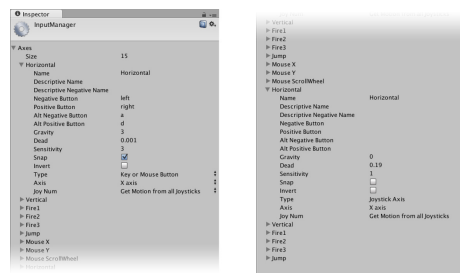 Inspector
InputManager
Axes
Size 15
Horizontal
Name Horizontal
Descriptive Name
Descriptive Negative Name
Negative Button left
Positive Button right
Alt Negative Button a
Alt Positive Button d
Gravity 3
Dead 0.001
Sensitivity 3
Snap
Invert
Type Key or Mouse Button
Axis X axis
Joy Num Get Motion from all Joysticks
Vertical
Fire1
Fire2
Fire3
Jump
Mouse X
Mouse Y
Mouse ScrollWheel
Horizontal
Vertical
Fire1
Fire2
Fire3
Jump
Mouse X
Mouse Y
Mouse ScrollWheel
Horizontal
Name Horizontal
Descriptive Name
Descriptive Negative Name
Negative Button
Positive Button
Alt Negative Button
Alt Positive Button
Gravity 0
Dead 0.19
Sensitivity 1
Snap
Invert
Type Joystick Axis
Axis X axis
Joy Num Get Motion from all Joysticks
Vertical
Fire1
Fire2
Fire3
Jump